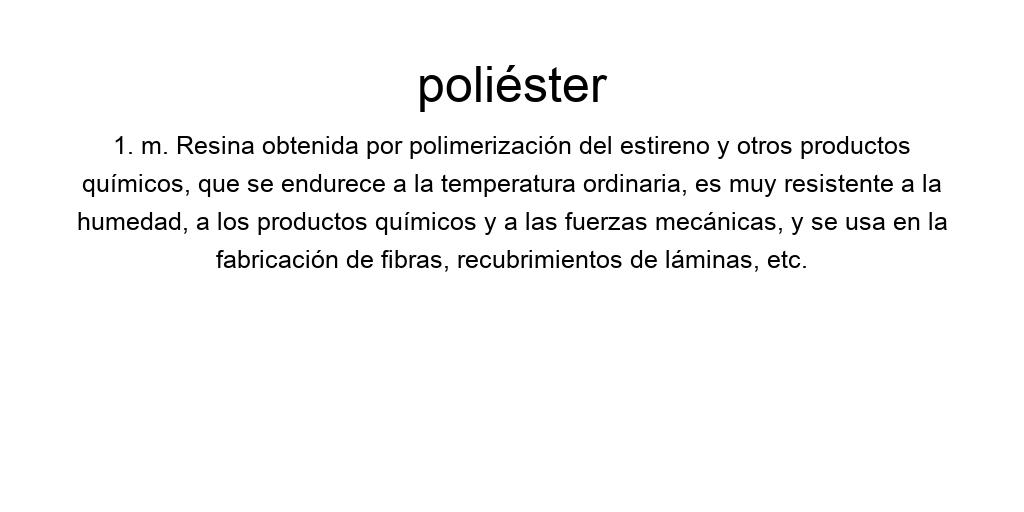 poliéster
1. m. Resina obtenida por polimerización del estireno y otros productos
químicos, que se endurece a la temperatura ordinaria, es muy resistente a la
humedad, a los productos químicos y a las fuerzas mecánicas, y se usa en la
fabricación de fibras, recubrimientos de láminas, etc.